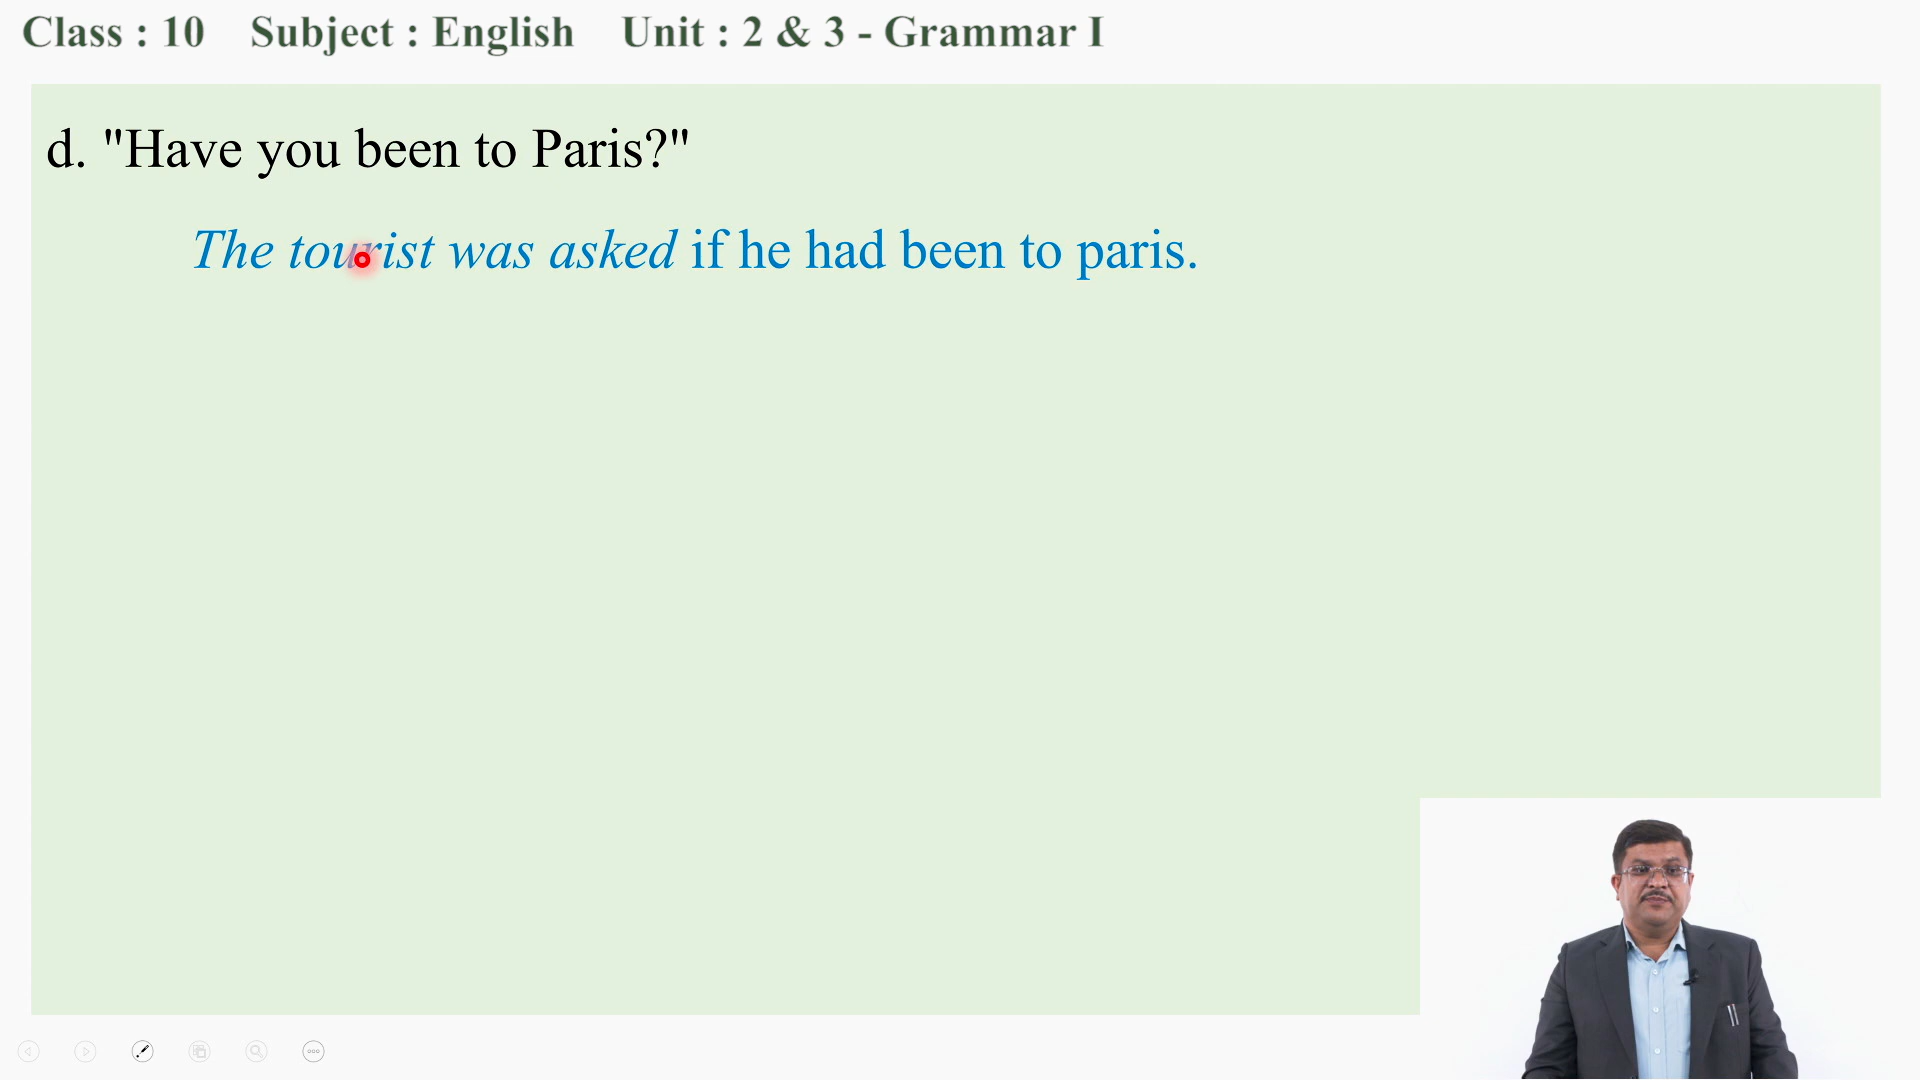 Class : 10 Subject : English Unit : 2 & 3 - Grammar I
d. "Have you been to Paris?"
The tourist was asked if he had been to paris.